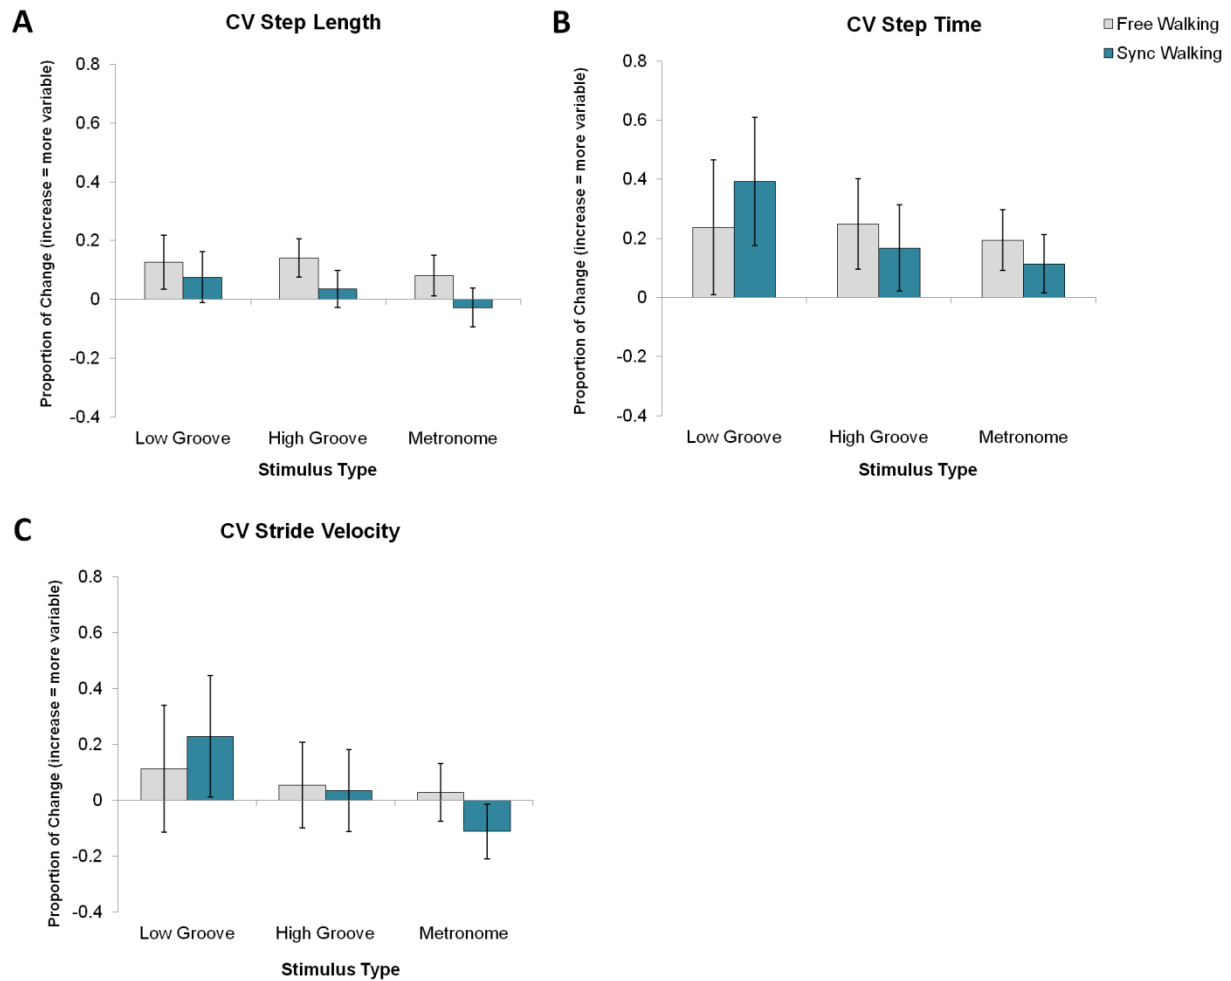 A
CV Step Length
Proportion of Change (increase = more variable)
0.8
0.6
0.4
0.2
0
-0.2
-0.4
Low Groove
High Groove
Metronome
Stimulus Type
B
CV Step Time
Free Walking
Sync Walking
Proportion of Change (increase = more variable)
0.8
0.6
0.4
0.2
0
-0.2
-0.4
Low Groove
High Groove
Metronome
Stimulus Type
C
CV Stride Velocity
Proportion of Change (increase = more variable)
0.8
0.6
0.4
0.2
0
-0.2
-0.4
Low Groove
High Groove
Metronome
Stimulus Type